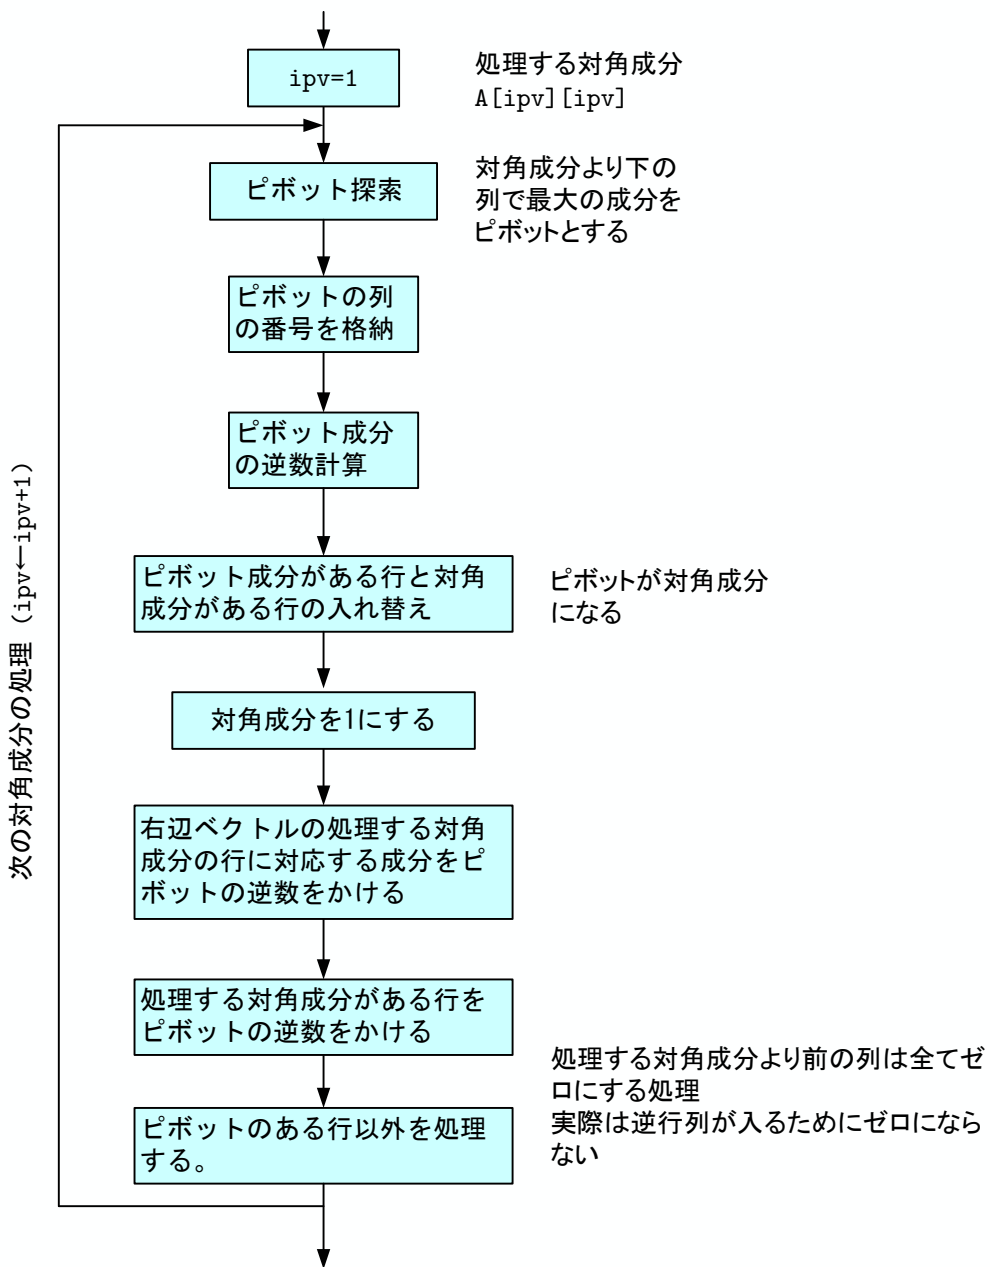 ipv=1
処理する対角成分
A[ipv][ipv]
ピボット探索
対角成分より下の
列で最大の成分を
ピボットとする
ピボットの列
の番号を格納
ピボット成分
の逆数計算
ピボット成分がある行と対角
成分がある行の入れ替え
ピボットが対角成分
になる
対角成分を1にする
右辺ベクトルの処理する対角
成分の行に対応する成分をピ
ボットの逆数をかける
処理する対角成分がある行を
ピボットの逆数をかける
ピボットのある行以外を処理
する。
処理する対角成分より前の列は全てゼ
ロにする処理
実際は逆行列が入るためにゼロになら
ない
次の対角成分の処理（ipv←ipv+1）